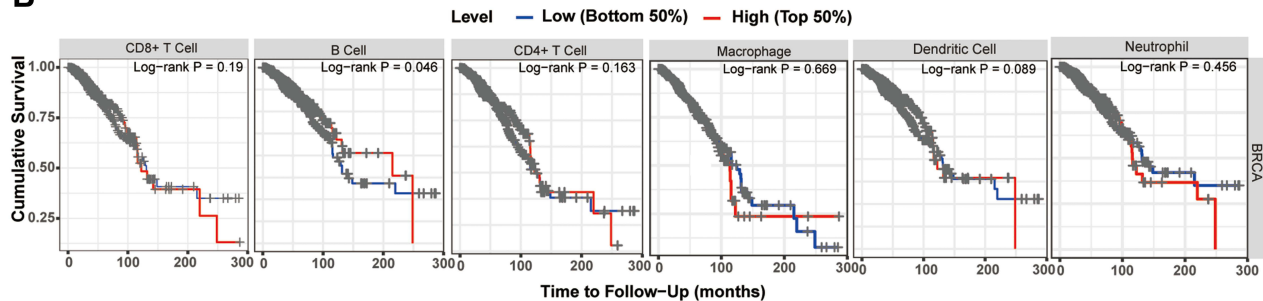 B
Level Low (Bottom 50%) High (Top 50%)
CD8+ T Cell B Cell CD4+ T Cell Macrophage Dendritic Cell Neutrophil
Log−rank P = 0.19 Log−rank P = 0.046 Log−rank P = 0.163 Log−rank P = 0.669 Log−rank P = 0.089 Log−rank P = 0.456
Cumulative Survival
1.00
0.75
0.50
0.25
BRCA
0 100 200 300 0 100 200 300 0 100 200 300 0 100 200 300 0 100 200 300 0 100 200 300
Time to Follow−Up (months)